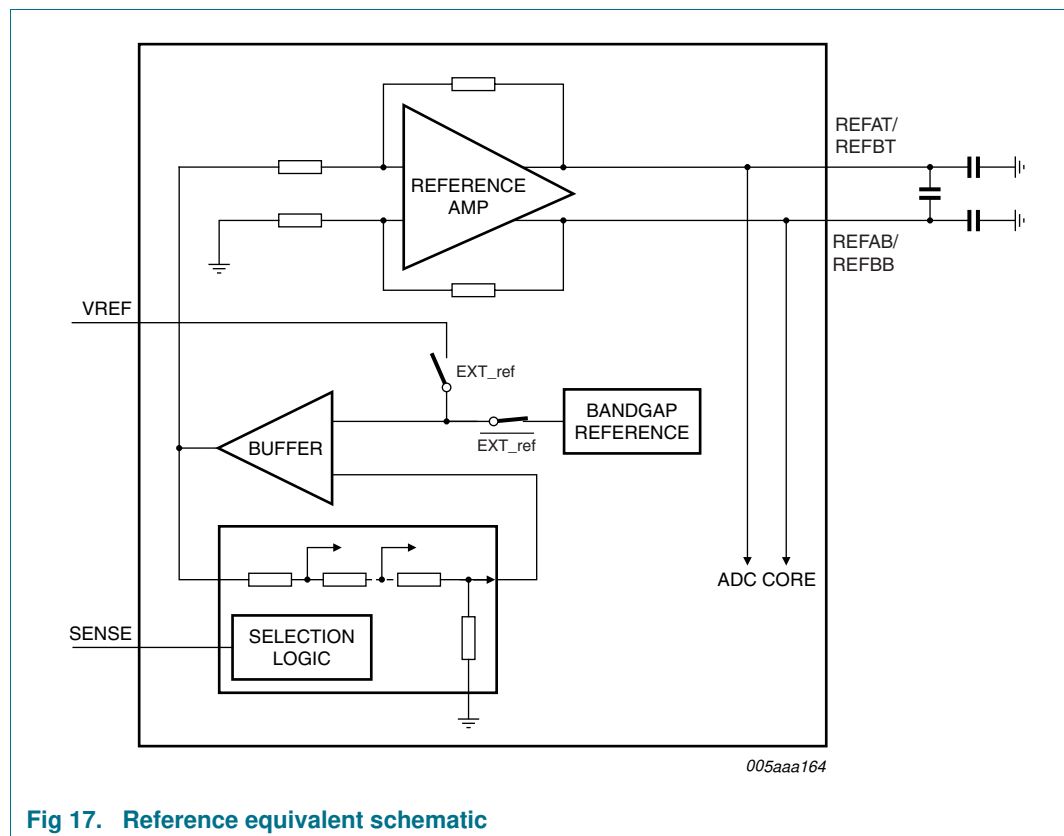 REFAT/
REFBT
REFERENCE
AMP
REFAB/
REFBB
VREF
EXT_ref
BANDGAP
REFERENCE
EXT_ref
BUFFER
ADC CORE
SENSE
SELECTION
LOGIC
005aaa164
Fig 17. Reference equivalent schematic